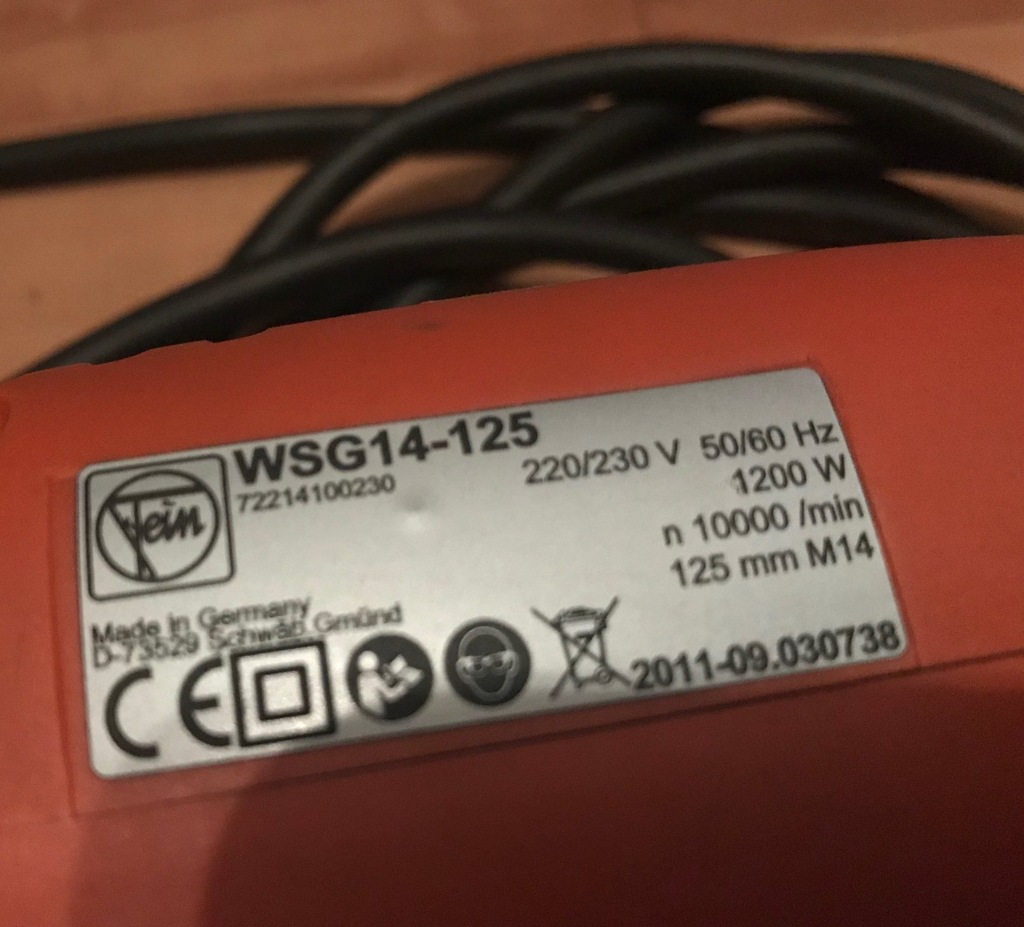 Fein
WSG14-125
72214100230
220/230 V 50/60 Hz
1200 W
n 10000 /min
125 mm M14
Made in Germany
D-73529 Schwäb. Gmünd
CE
2011-09.030738